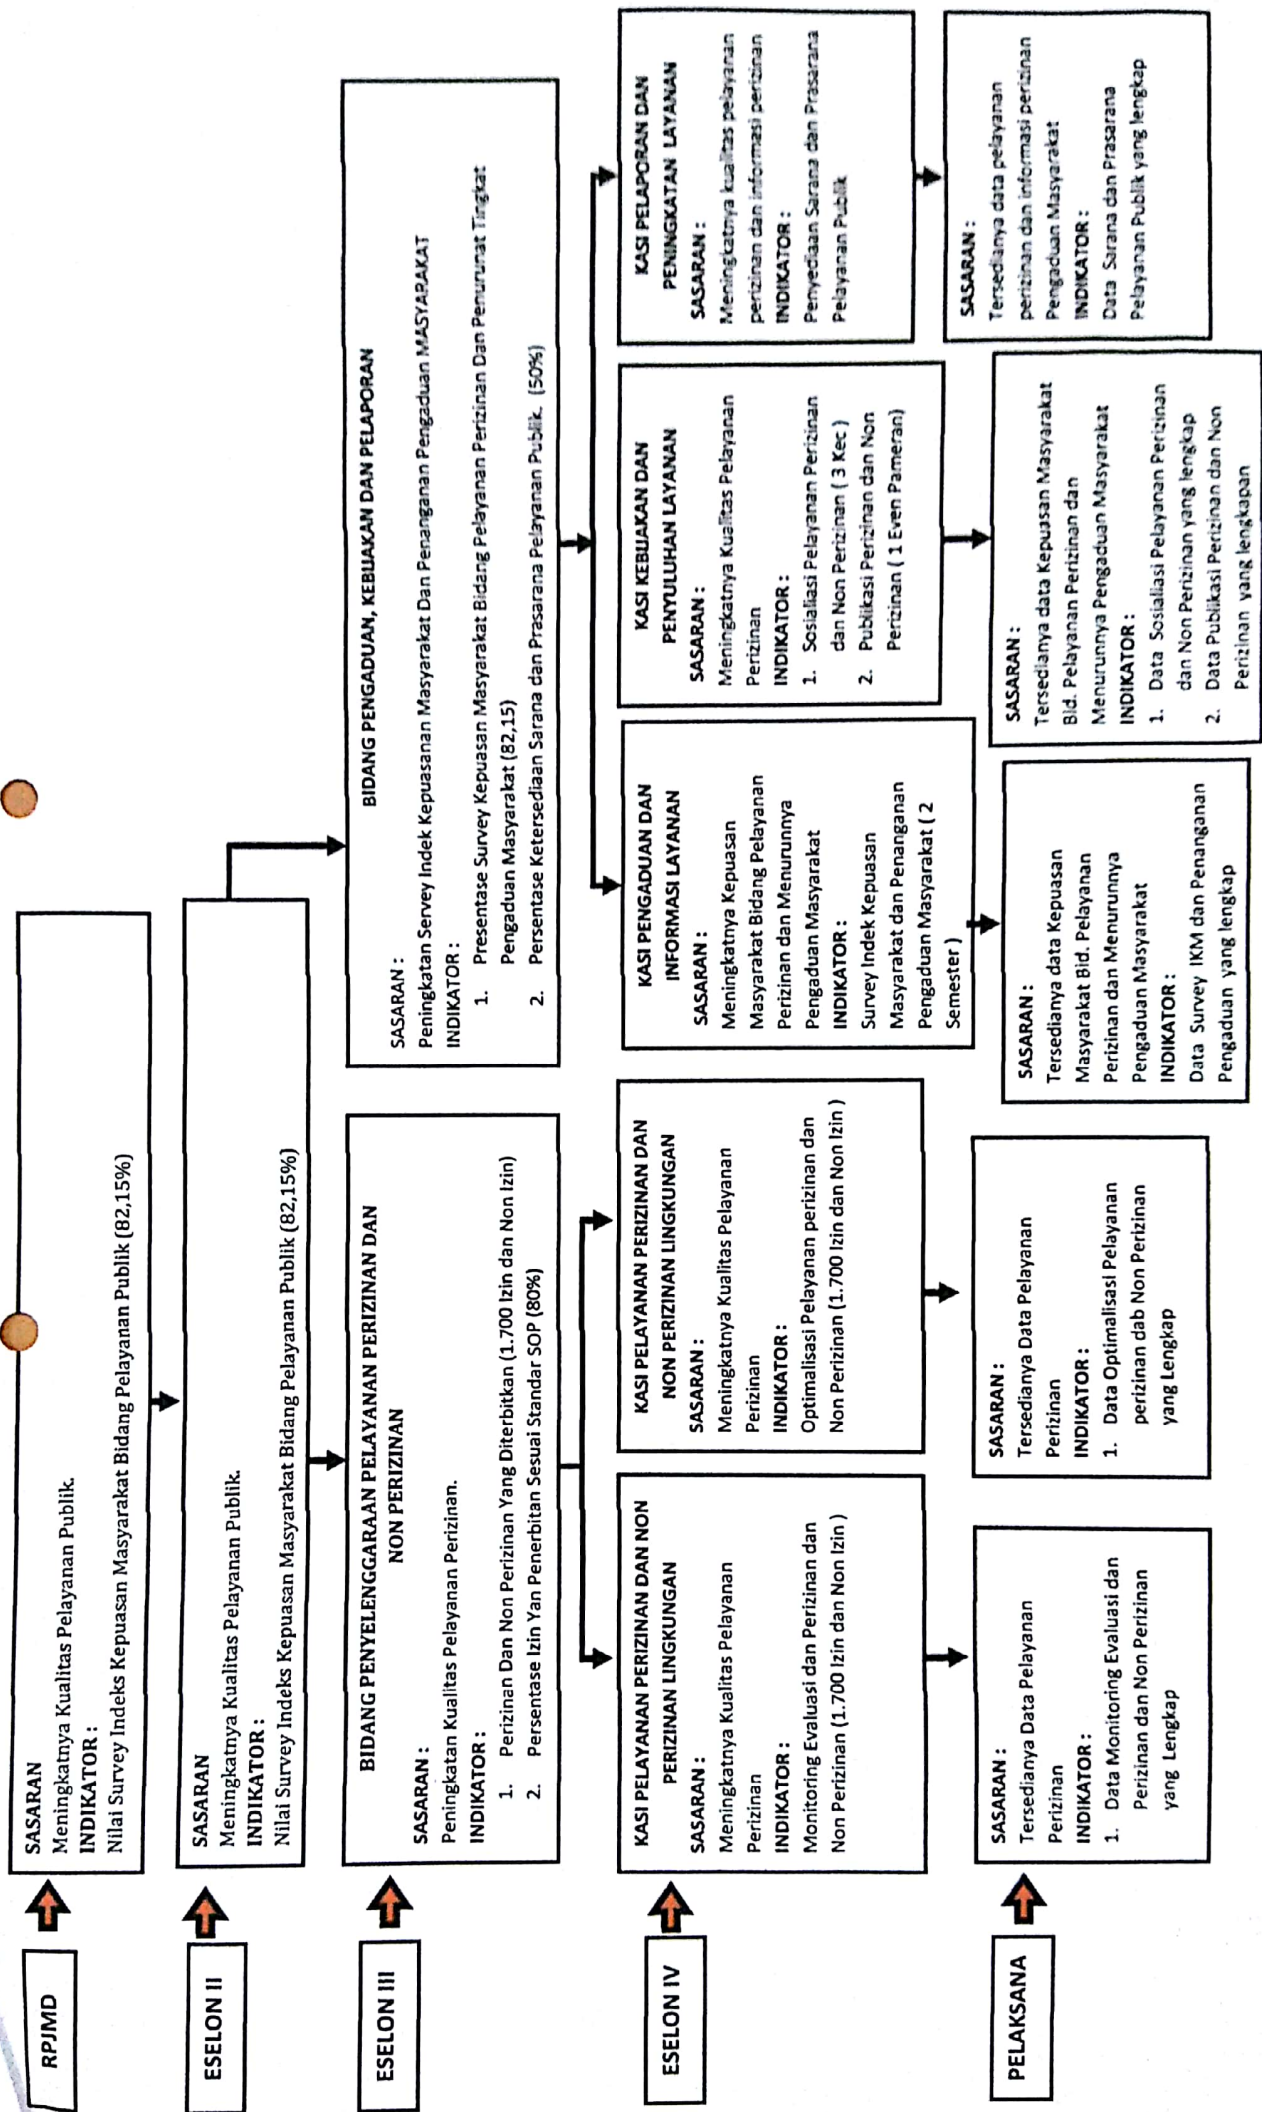 RPJMD
SASARAN
Meningkatnya Kualitas Pelayanan Publik.
INDIKATOR :
Nilai Survey Indeks Kepuasan Masyarakat Bidang Pelayanan Publik (82,15%)
ESELON II
SASARAN
Meningkatnya Kualitas Pelayanan Publik.
INDIKATOR :
Nilai Survey Indeks Kepuasan Masyarakat Bidang Pelayanan Publik (82,15%)
ESELON III
BIDANG PENYELENGGARAAN PELAYANAN PERIZINAN DAN
NON PERIZINAN
SASARAN :
Peningkatan Kualitas Pelayanan Perizinan.
INDIKATOR :
1. Perizinan Dan Non Perizinan Yang Diterbitkan (1.700 Izin dan Non Izin)
2. Persentase Izin Yan Penerbitan Sesuai Standar SOP (80%)
BIDANG PENGADUAN, KEBIJAKAN DAN PELAPORAN
SASARAN :
Peningkatan Servey Indek Kepuasanan Masyarakat Dan Penanganan Pengaduan MASYARAKAT
INDIKATOR :
1. Presentase Survey Kepuasan Masyarakat Bidang Pelayanan Perizinan Dan Penurunat Tingkat
Pengaduan Masyarakat (82,15)
2. Persentase Ketersediaan Sarana dan Prasarana Pelayanan Publik. (50%)
ESELON IV
KASI PELAYANAN PERIZINAN DAN NON
PERIZINAN LINGKUNGAN
SASARAN :
Meningkatnya Kualitas Pelayanan
Perizinan
INDIKATOR :
Monitoring Evaluasi dan Perizinan dan
Non Perizinan (1.700 Izin dan Non Izin )
KASI PELAYANAN PERIZINAN DAN
NON PERIZINAN LINGKUNGAN
SASARAN :
Meningkatnya Kualitas Pelayanan
Perizinan
INDIKATOR :
Optimalisasi Pelayanan perizinan dan
Non Perizinan (1.700 Izin dan Non Izin )
KASI PENGADUAN DAN
INFORMASI LAYANAN
SASARAN :
Meningkatnya Kepuasan
Masyarakat Bidang Pelayanan
Perizinan dan Menurunnya
Pengaduan Masyarakat
INDIKATOR :
Survey Indek Kepuasan
Masyarakat dan Penanganan
Pengaduan Masyarakat ( 2
Semester )
KASI KEBIJAKAN DAN
PENYULUHAN LAYANAN
SASARAN :
Meningkatnya Kualitas Pelayanan
Perizinan
INDIKATOR :
1. Sosialiasi Pelayanan Perizinan
dan Non Perizinan ( 3 Kec )
2. Publikasi Perizinan dan Non
Perizinan ( 1 Even Pameran)
KASI PELAPORAN DAN
PENINGKATAN LAYANAN
SASARAN :
Meningkatnya kualitas pelayanan
perizinan dan informasi perizinan
INDIKATOR :
Penyediaan Sarana dan Prasarana
Pelayanan Publik
PELAKSANA
SASARAN :
Tersedianya Data Pelayanan
Perizinan
INDIKATOR :
1. Data Monitoring Evaluasi dan
Perizinan dan Non Perizinan
yang Lengkap
SASARAN :
Tersedianya Data Pelayanan
Perizinan
INDIKATOR :
1. Data Optimalisasi Pelayanan
perizinan dab Non Perizinan
yang Lengkap
SASARAN :
Tersedianya data Kepuasan
Masyarakat Bid. Pelayanan
Perizinan dan Menurunnya
Pengaduan Masyarakat
INDIKATOR :
Data Survey IKM dan Penanganan
Pengaduan yang lengkap
SASARAN :
Tersedianya data Kepuasan Masyarakat
Bid. Pelayanan Perizinan dan
Menurunnya Pengaduan Masyarakat
INDIKATOR :
1. Data Sosialiasi Pelayanan Perizinan
dan Non Perizinan yang lengkap
2. Data Publikasi Perizinan dan Non
Perizinan yang lengkapan
SASARAN :
Tersedianya data pelayanan
perizinan dan informasi perizinan
Pengaduan Masyarakat
INDIKATOR :
Data Sarana dan Prasarana
Pelayanan Publik yang lengkap